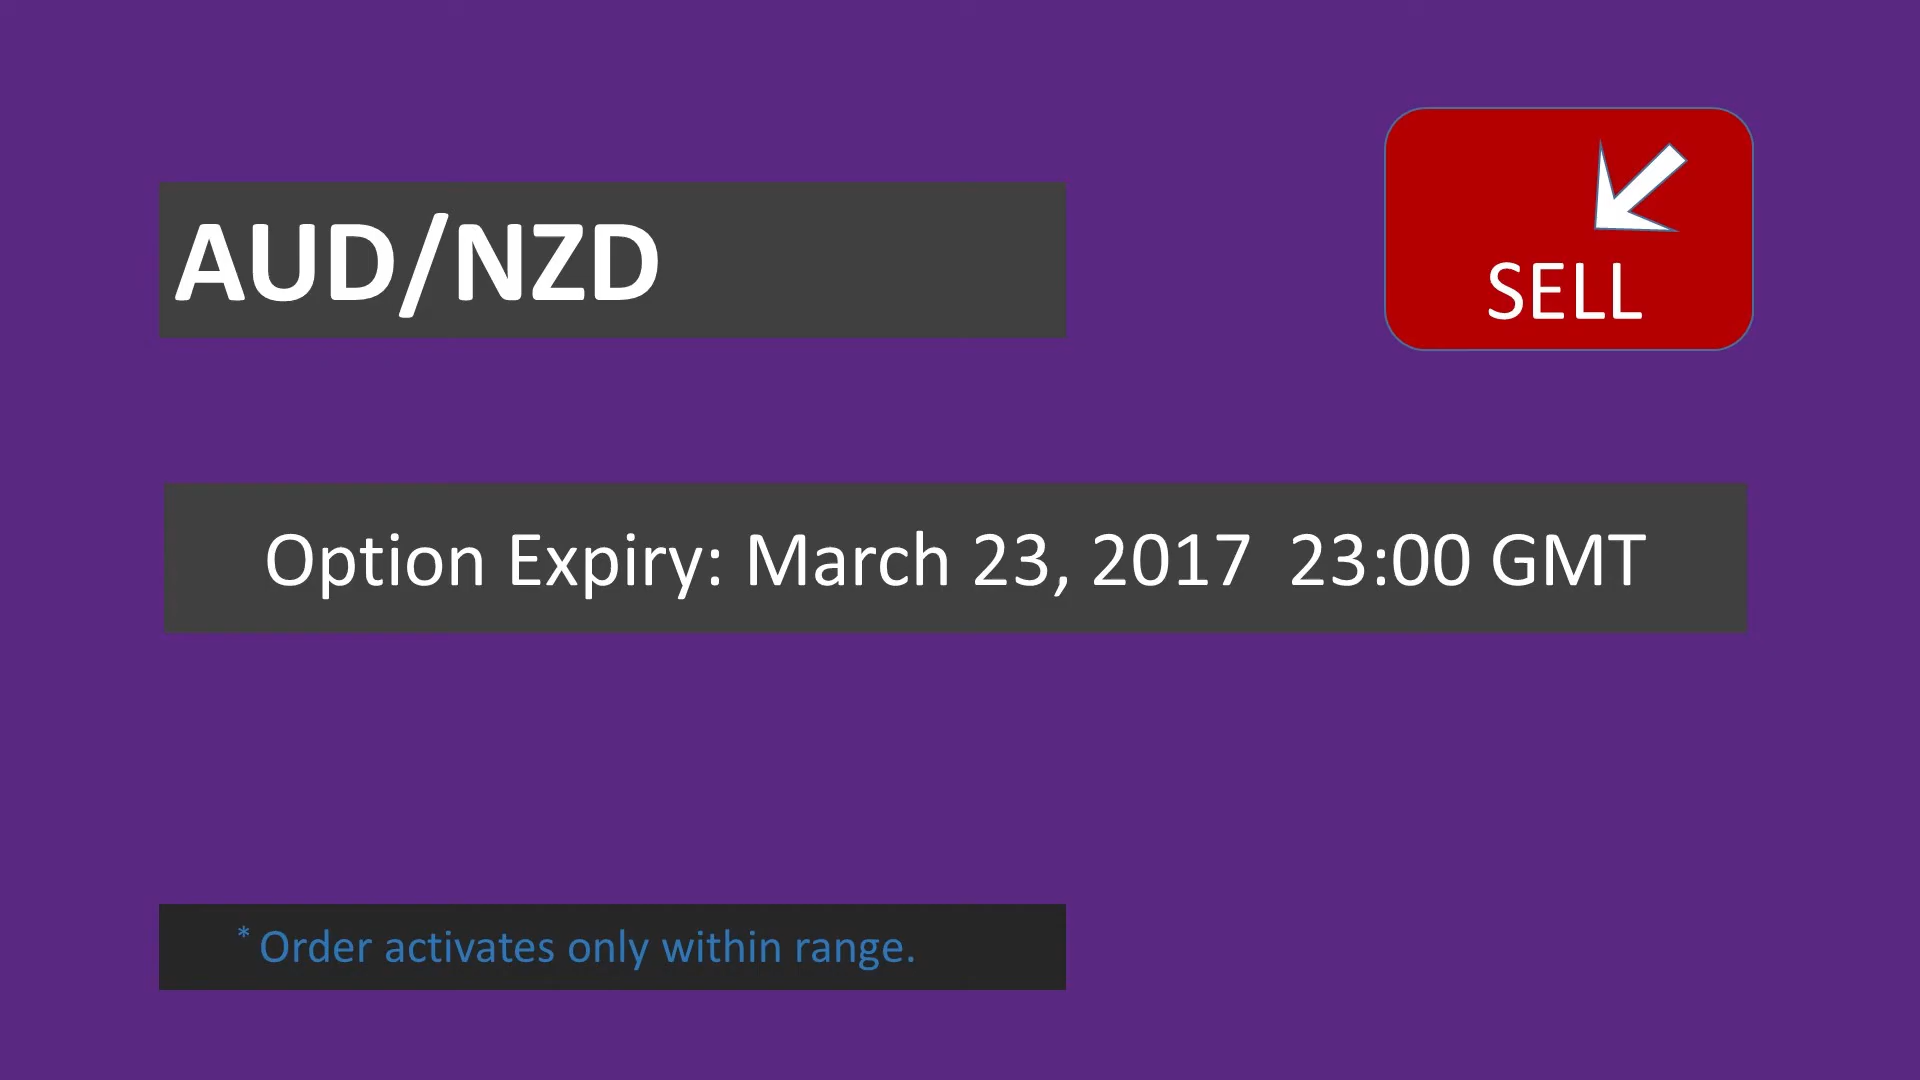 AUD/NZD
SELL
Option Expiry: March 23, 2017  23:00 GMT
* Order activates only within range.